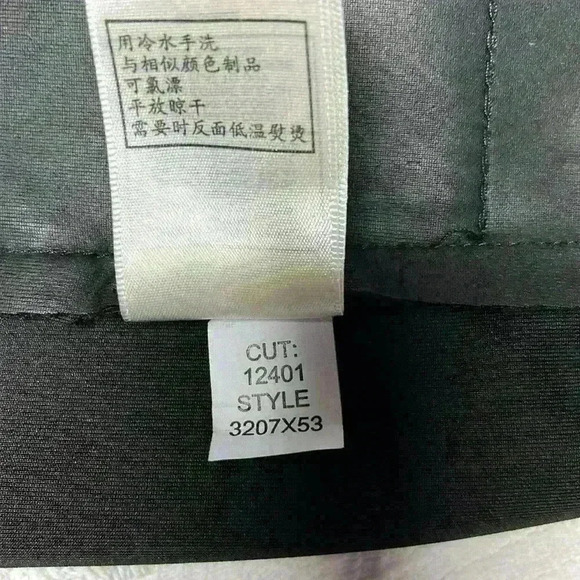 用冷水手洗
与相似颜色制品
可氯漂
平放晾干
需要时反面低温熨烫
CUT:
12401
STYLE
3207X53